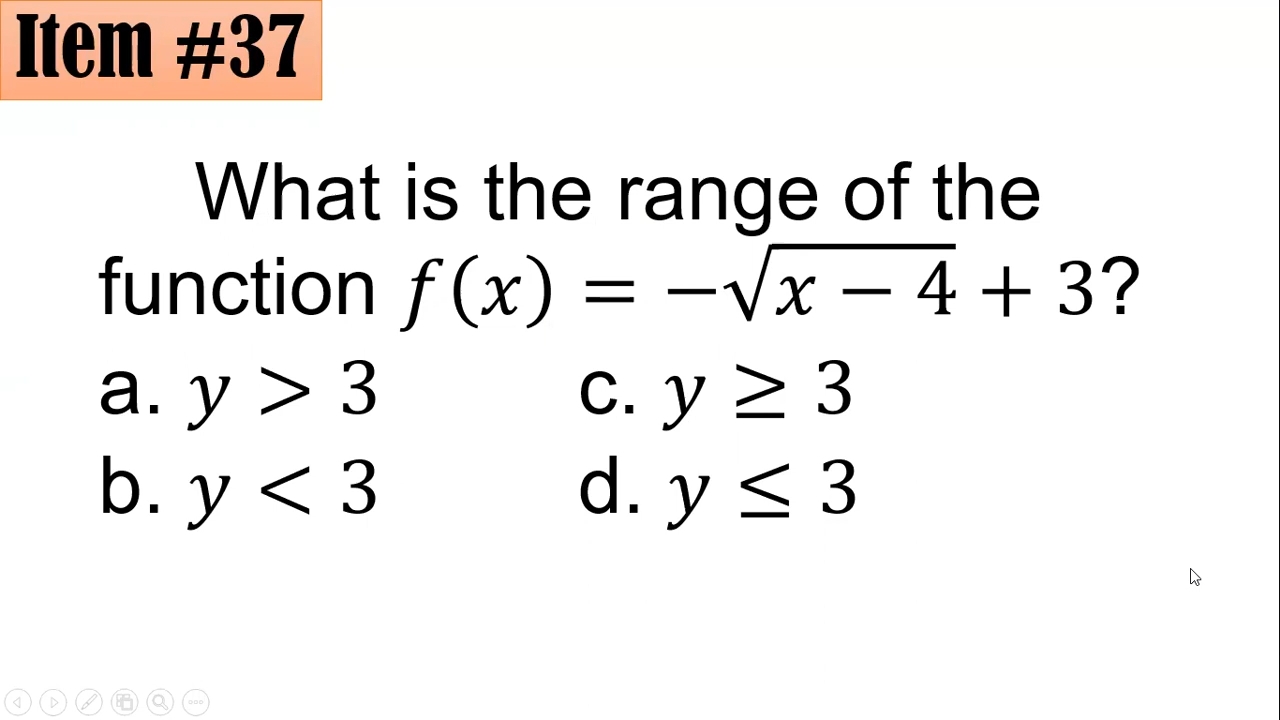 Item #37
What is the range of the
function 𝑓(𝑥) = −√(𝑥 − 4) + 3?
a. 𝑦 > 3 c. 𝑦 ≥ 3
b. 𝑦 < 3 d. 𝑦 ≤ 3